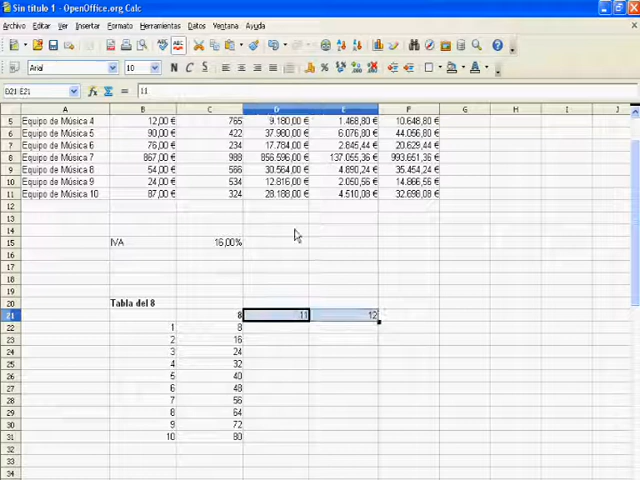 Sin título 1 - OpenOffice.org Calc
Archivo Editar Ver Insertar Formato Herramientas Datos Ventana Ayuda
Arial 10 N C S
D21:E21 11
A B C D E F G H I J
5 Equipo de Música 4 12,00 € 765 9.180,00 € 1.468,80 € 10.648,80 €
6 Equipo de Música 5 90,00 € 422 37.980,00 € 6.076,80 € 44.056,80 €
7 Equipo de Música 6 76,00 € 234 17.784,00 € 2.845,44 € 20.629,44 €
8 Equipo de Música 7 867,00 € 988 856.596,00 € 137.055,36 € 993.651,36 €
9 Equipo de Música 8 54,00 € 566 30.564,00 € 4.890,24 € 35.454,24 €
10 Equipo de Música 9 24,00 € 534 12.816,00 € 2.050,56 € 14.866,56 €
11 Equipo de Música 10 87,00 € 324 28.188,00 € 4.510,08 € 32.698,08 €
12
13
14
15 IVA 16,00%
16
17
18
19
20 Tabla del 8
21 8 11 12
22 1 8
23 2 16
24 3 24
25 4 32
26 5 40
27 6 48
28 7 56
29 8 64
30 9 72
31 10 80
32
33
34